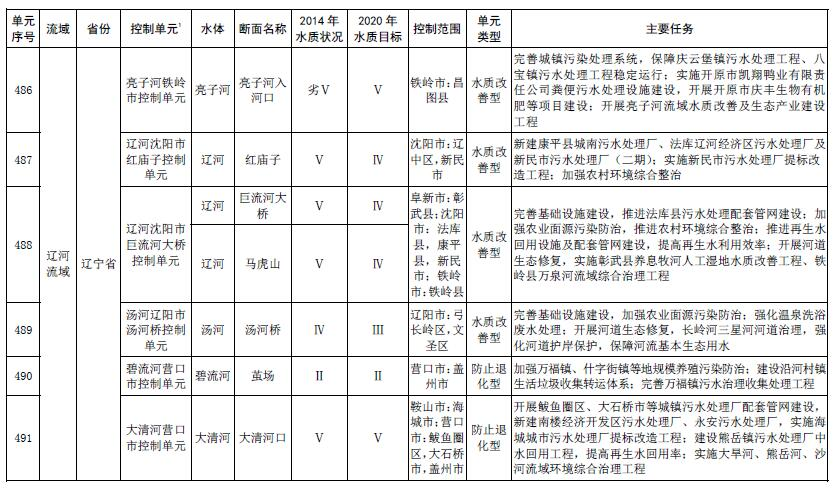 单元序号 流域 省份 控制单元1 水体 断面名称 2014年水质状况 2020年水质目标 控制范围 单元类型 主要任务
486 亮子河铁岭市控制单元 亮子河 亮子河入河口 劣Ⅴ Ⅴ 铁岭市：昌图县 水质改善型
完善城镇污染处理系统，保障庆云堡镇污水处理工程、八
宝镇污水处理工程稳定运行；实施开原市凯翔鸭业有限责
任公司粪便污水处理设施建设，开展开原市庆丰生物有机
肥等项目建设；开展亮子河流域水质改善及生态产业建设
工程
487 辽河沈阳市红庙子控制单元 辽河 红庙子 Ⅴ Ⅳ 沈阳市：辽中区，新民市 水质改善型
新建康平县城南污水处理厂、法库辽河经济区污水处理厂及
新民市污水处理厂（二期）；实施新民市污水处理厂提标改
造工程；加强农村环境综合整治
辽河流域 辽宁省
488 辽河沈阳市巨流河大桥控制单元
辽河 巨流河大桥 Ⅴ Ⅳ
辽河 马虎山 Ⅴ Ⅳ
阜新市：彰武县；沈阳市：法库县，康平县，新民市；铁岭市：铁岭县 水质改善型
完善基础设施建设，推进法库县污水处理配套管网建设；加
强农业面源污染防治，推进农村环境综合整治；推进再生水
回用设施及配套管网建设，提高再生水利用效率；开展河道
生态修复，实施彰武县养息牧河人工湿地水质改善工程、铁
岭县万泉河流域综合治理工程
489 汤河辽阳市汤河桥控制单元 汤河 汤河桥 Ⅳ Ⅲ 辽阳市：弓长岭区，文圣区 水质改善型
完善基础设施建设，加强农业面源污染防治；强化温泉洗浴
废水处理；开展河道生态修复，长岭河三星河河道治理，强
化河道护岸保护，保障河流基本生态用水
490 碧流河营口市控制单元 碧流河 茧场 Ⅱ Ⅱ 营口市：盖州市 防止退化型
加强万福镇、什字街镇等地规模养殖污染防治；建设沿河村镇
生活垃圾收集转运体系；完善万福镇污水治理收集处理工程
491 大清河营口市控制单元 大清河 大清河口 Ⅴ Ⅴ 鞍山市：海城市；营口市：鲅鱼圈区，大石桥市，盖州市 防止退化型
开展鲅鱼圈区、大石桥市等城镇污水处理厂配套管网建设，
新建南楼经济开发区污水处理厂、永安污水处理厂，实施海
城城市污水处理厂提标改造工程；建设熊岳镇污水处理厂中
水回用工程，提高再生水回用率；实施大旱河、熊岳河、沙
河流域环境综合治理工程